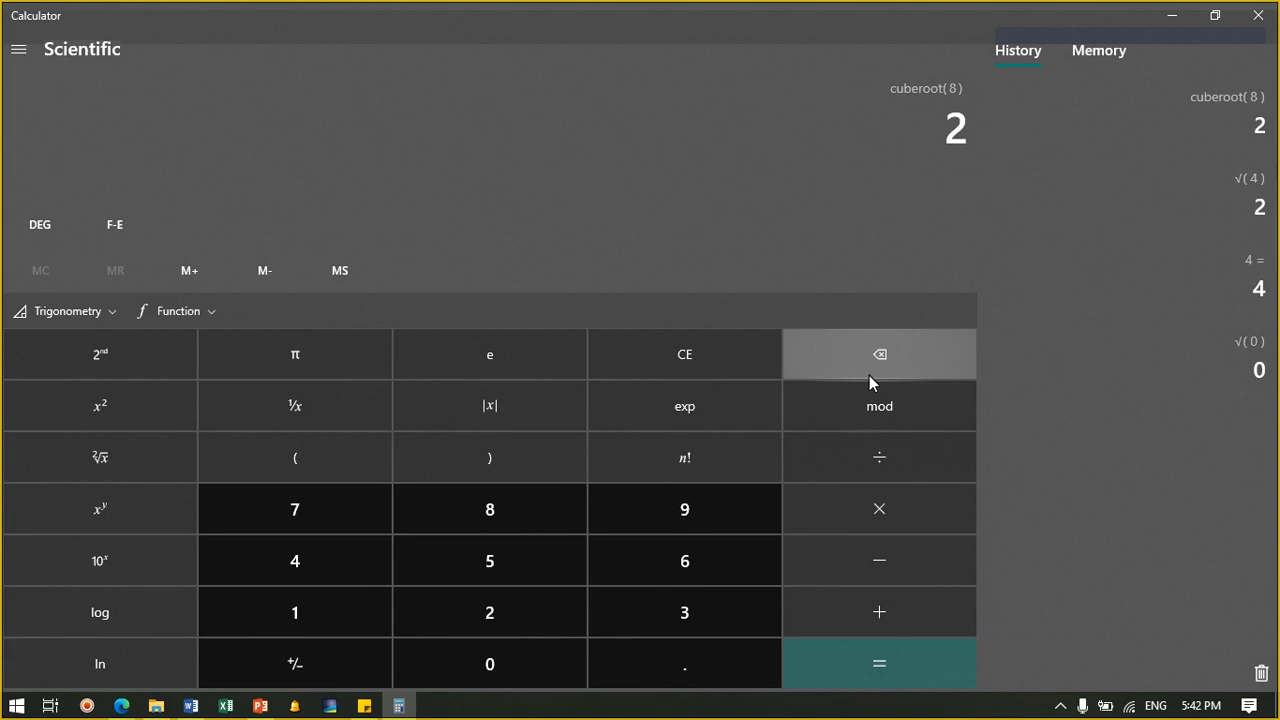 Calculator
Scientific
History Memory
cuberoot( 8 )
2
cuberoot( 8 )
2
√( 4 )
2
4 =
4
√( 0 )
0
DEG F-E
MC MR M+ M- MS
Trigonometry f Function
2ⁿᵈ π e CE
x² ¹⁄x |x| exp mod
²√x ( ) n! ÷
xʸ 7 8 9 ×
10ˣ 4 5 6 −
log 1 2 3 +
ln +/− 0 . =
ENG 5:42 PM